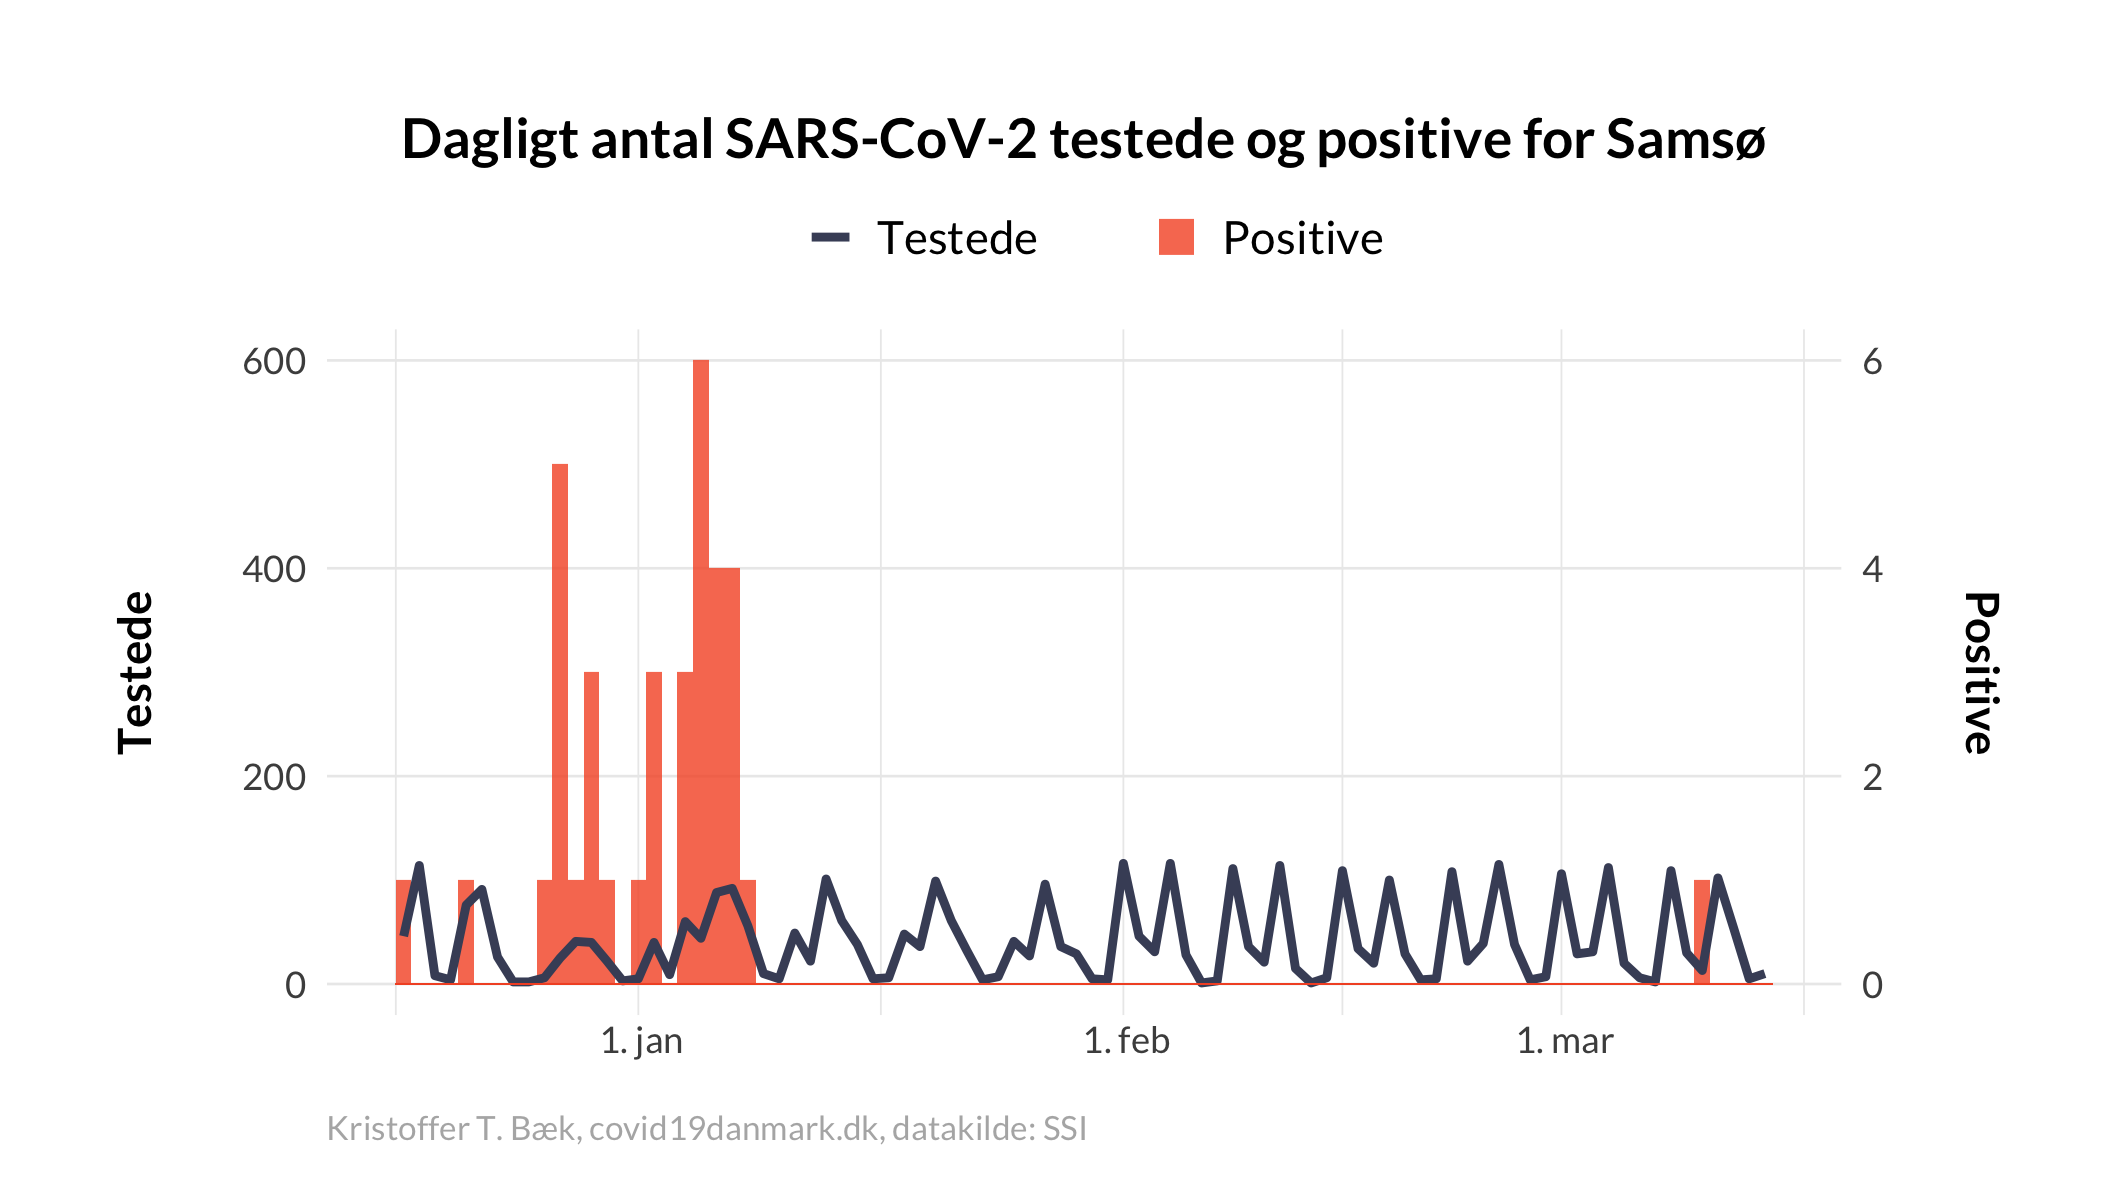 Dagligt antal SARS-CoV-2 testede og positive for Samsø
Testede
Positive
600
400
200
0
6
4
2
0
Testede
Positive
1. jan
1. feb
1. mar
Kristoffer T. Bæk, covid19danmark.dk, datakilde: SSI